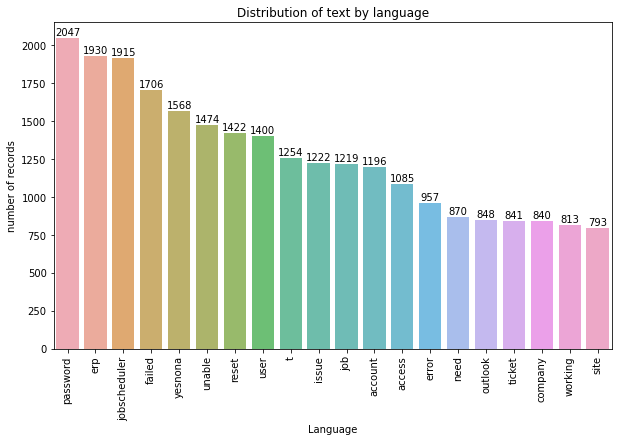 Distribution of text by language
number of records
2000
1750
1500
1250
1000
750
500
250
0
2047
1930
1915
1706
1568
1474
1422
1400
1254
1222
1219
1196
1085
957
870
848
841
840
813
793
password
erp
jobscheduler
failed
yesnona
unable
reset
user
t
issue
job
account
access
error
need
outlook
ticket
company
working
site
Language